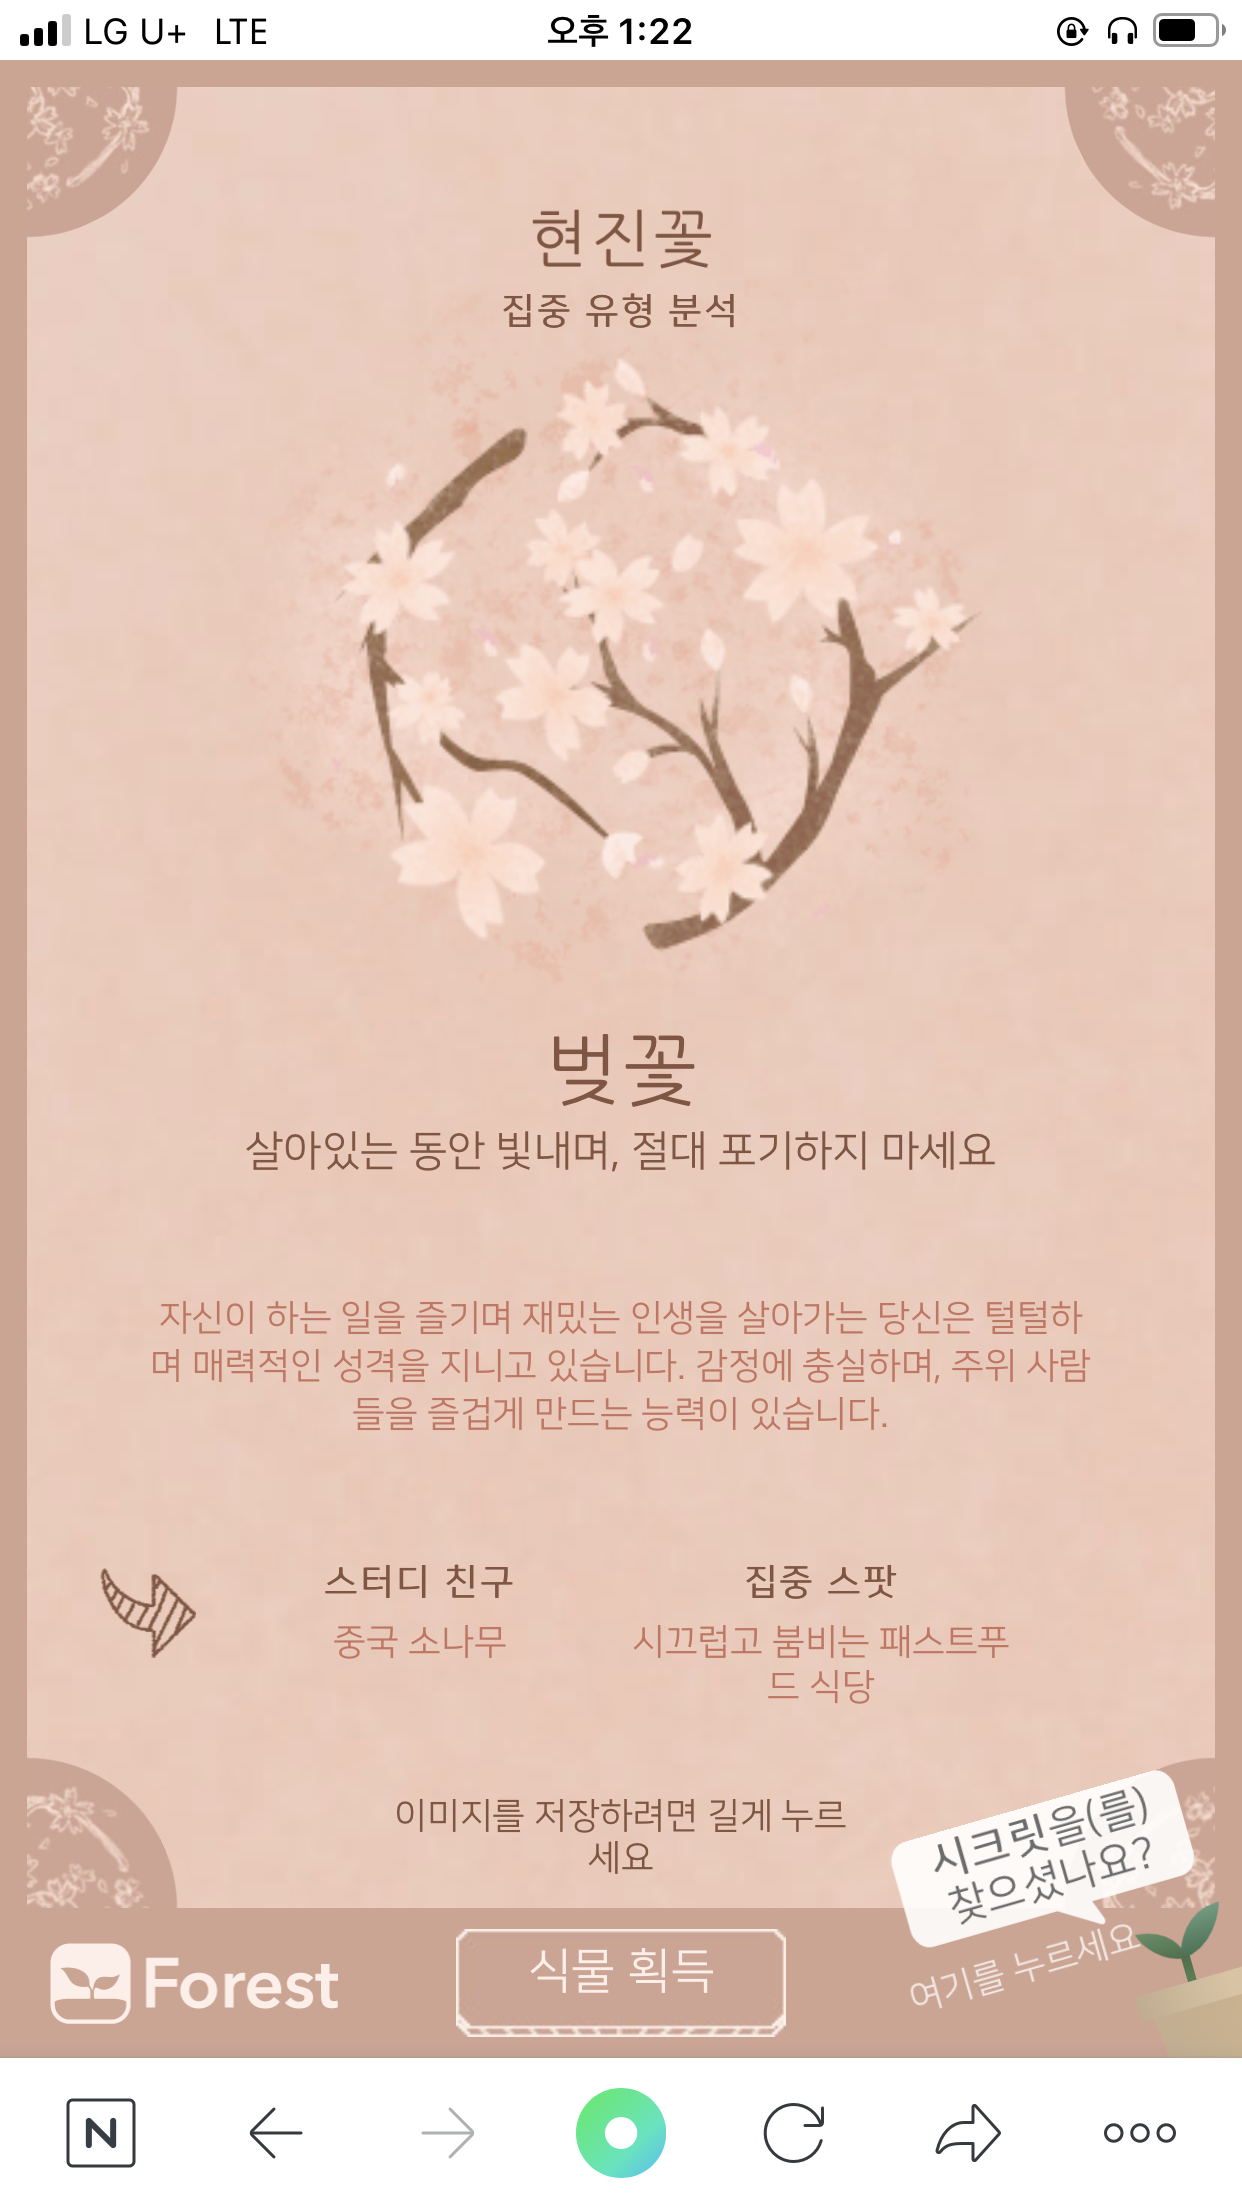 LG U+ LTE 오후 1:22
현진꽃
집중 유형 분석
벚꽃
살아있는 동안 빛내며, 절대 포기하지 마세요
자신이 하는 일을 즐기며 재밌는 인생을 살아가는 당신은 털털하
며 매력적인 성격을 지니고 있습니다. 감정에 충실하며, 주위 사람
들을 즐겁게 만드는 능력이 있습니다.
스터디 친구
중국 소나무
집중 스팟
시끄럽고 붐비는 패스트푸
드 식당
이미지를 저장하려면 길게 누르
세요
시크릿을(를)
찾으셨나요?
여기를 누르세요
Forest
식물 획득
N